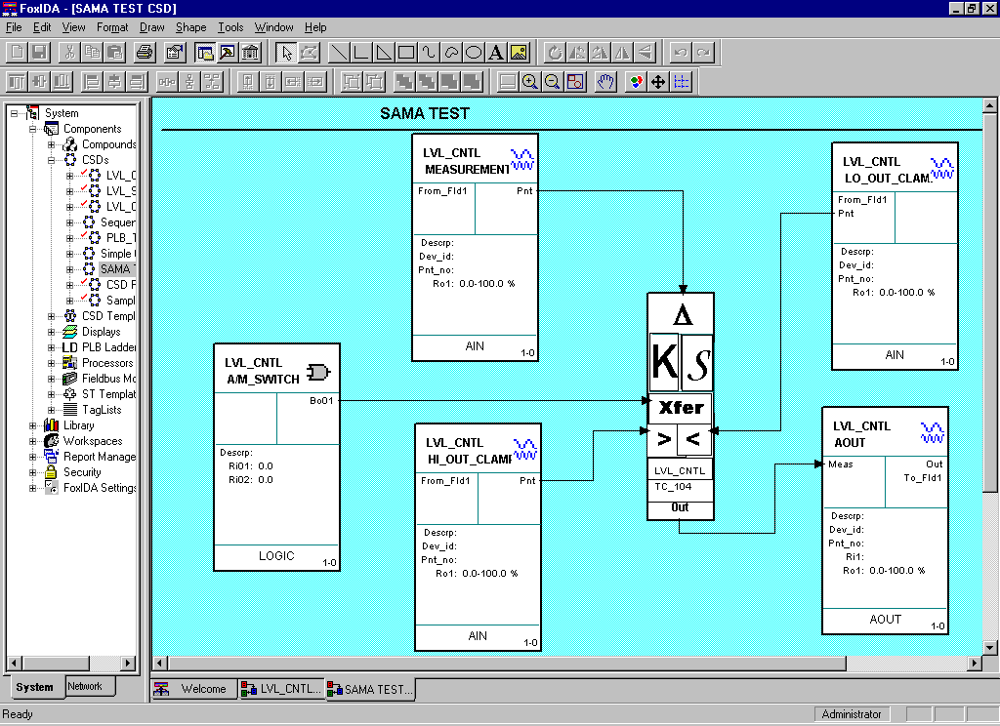 FoxIDA - [SAMA TEST CSD]
File Edit View Format Draw Shape Tools Window Help
A
System
Components
Compounds
CSDs
LVL_C
LVL_S
LVL_C
Sequen
PLB_T
Simple
SAMA T
CSD F
Sampl
CSD Templ
Displays
LD PLB Ladder
Processors
Fieldbus Mo
ST Templat
TagLists
Library
Workspaces
Report Manage
Security
FoxIDA Settings
System Network
SAMA TEST
LVL_CNTL
MEASUREMENT
From_Fld1 Pnt
Descrp:
Dev_id:
Pnt_no:
Ro1: 0.0-100.0 %
AIN
1-0
LVL_CNTL
LO_OUT_CLAM.
From_Fld1
Pnt
Descrp:
Dev_id:
Pnt_no:
Ro1: 0.0-100.0 %
AIN
1-0
LVL_CNTL
A/M_SWITCH
Bo01
Descrp:
Ri01: 0.0
Ri02: 0.0
LOGIC
1-0
LVL_CNTL
HI_OUT_CLAMF
From_Fld1 Pnt
Descrp:
Dev_id:
Pnt_no:
Ro1: 0.0-100.0 %
AIN
1-0
Δ
K S
Xfer
> <
LVL_CNTL
TC_104
Out
LVL_CNTL
AOUT
Meas Out
To_Fld1
Descrp:
Dev_id:
Pnt_no:
Ri1:
Ro1: 0.0-100.0 %
AOUT
1-0
Welcome LVL_CNTL... SAMA TEST...
Ready Administrator